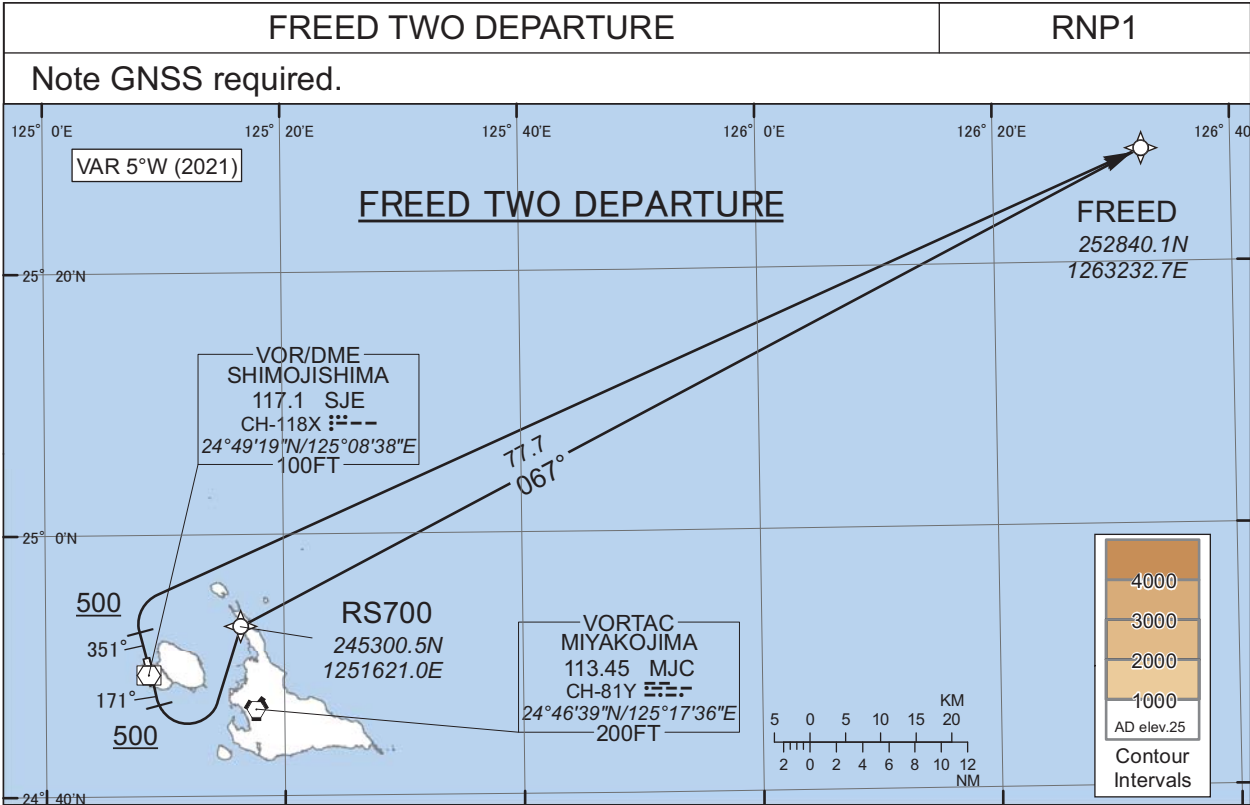 FREED TWO DEPARTURE
RNP1
Note GNSS required.
125° 0'E
125° 20'E
125° 40'E
126° 0'E
126° 20'E
126° 40
VAR 5°W (2021)
FREED TWO DEPARTURE
FREED
252840.1N
1263232.7E
25° 20'N
VOR/DME
SHIMOJISHIMA
117.1 SJE
CH-118X
24°49'19"N/125°08'38"E
100FT
77.7
067°
25° 0'N
500
351°
171°
500
RS700
245300.5N
1251621.0E
VORTAC
MIYAKOJIMA
113.45 MJC
CH-81Y
24°46'39"N/125°17'36"E
200FT
KM
5 0 5 10 15 20
2 0 2 4 6 8 10 12
NM
4000
3000
2000
1000
AD elev.25
Contour
Intervals
24° 40'N